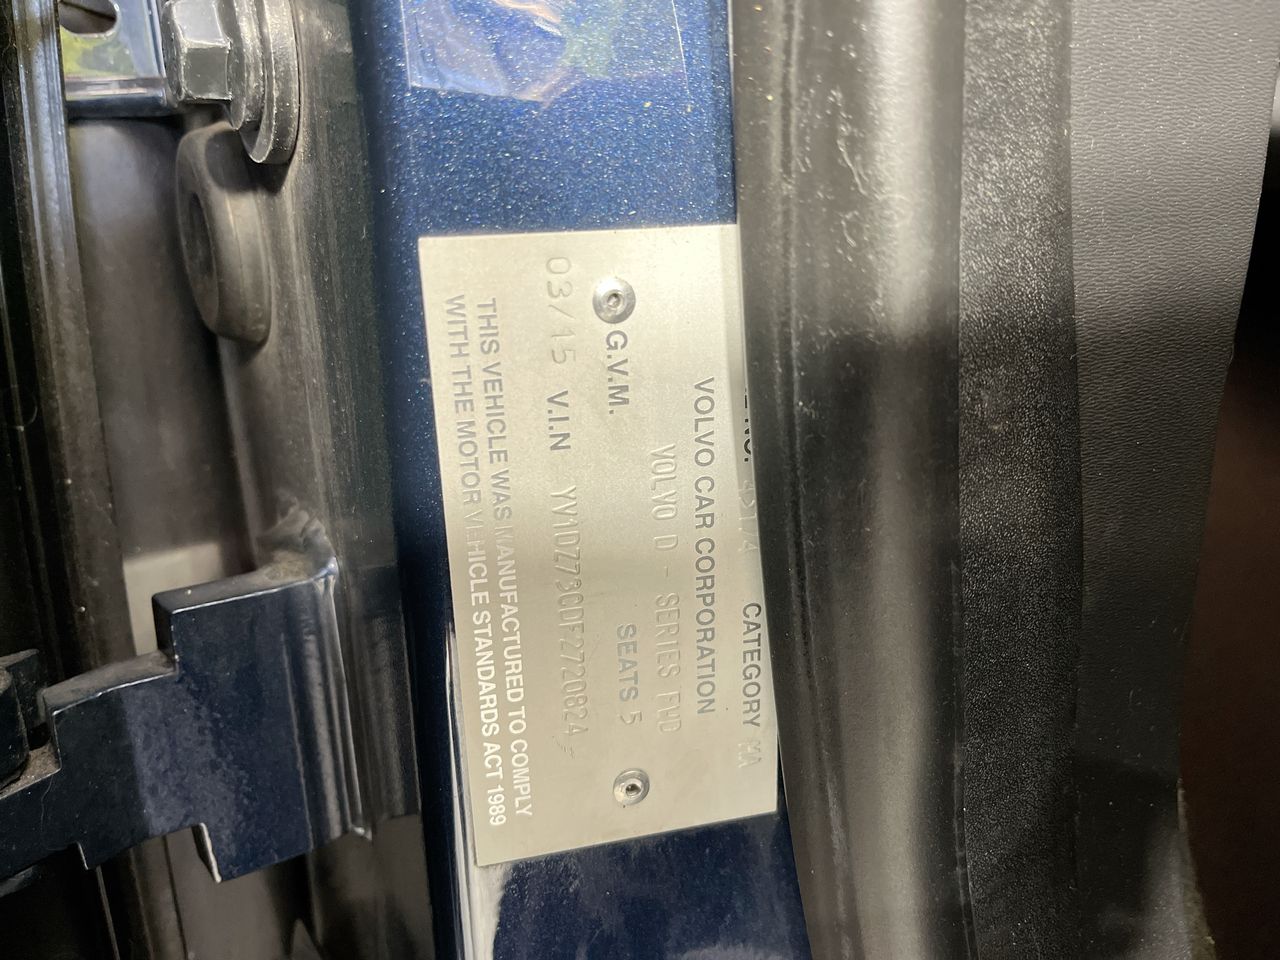 CATEGORY MA
VOLVO CAR CORPORATION
VOLVO D - SERIES FWD
G.V.M. SEATS 5
03/15 V.I.N YV1DZ73CDF2720824
THIS VEHICLE WAS MANUFACTURED TO COMPLY
WITH THE MOTOR VEHICLE STANDARDS ACT 1989